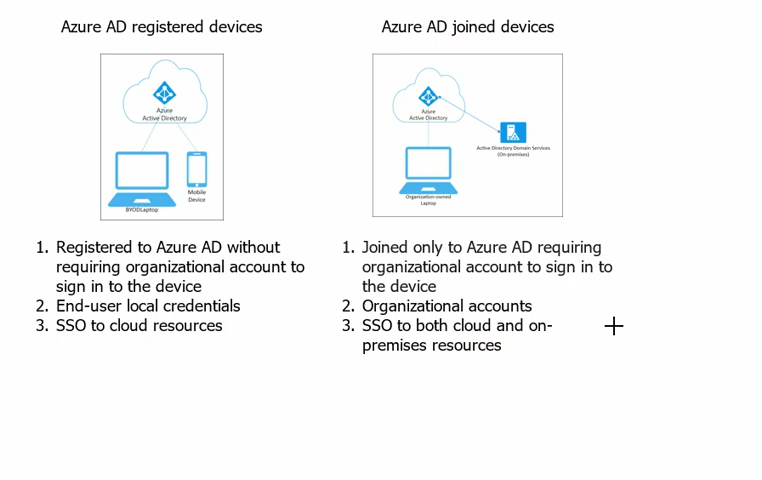 Azure AD registered devices
Azure
Active Directory
Mobile
Device
BYODLaptop
1. Registered to Azure AD without
requiring organizational account to
sign in to the device
2. End-user local credentials
3. SSO to cloud resources
Azure AD joined devices
Azure
Active Directory
Active Directory Domain Services
(On-premises)
Organization-owned
Laptop
1. Joined only to Azure AD requiring
organizational account to sign in to
the device
2. Organizational accounts
3. SSO to both cloud and on-
premises resources